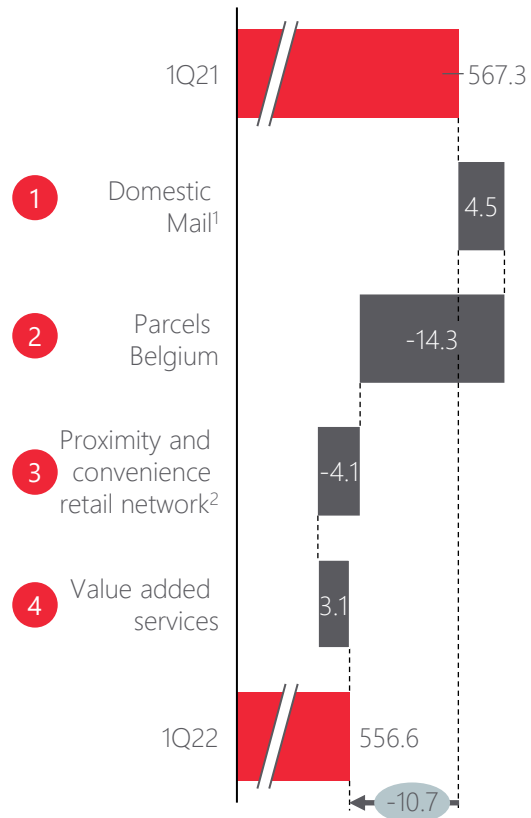 1Q21
567.3
1
Domestic
Mail¹
4.5
2
Parcels
Belgium
-14.3
3
Proximity and
convenience
retail network²
-4.1
4
Value added
services
3.1
1Q22
556.6
-10.7